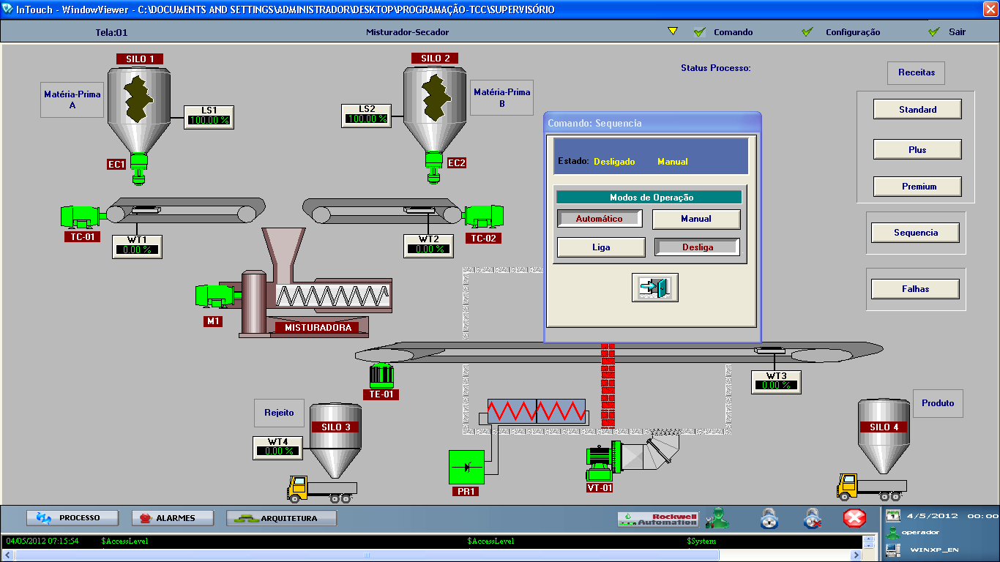 InTouch - WindowViewer - C:\DOCUMENTS AND SETTINGS\ADMINISTRADOR\DESKTOP\PROGRAMAÇÃO-TCC\SUPERVISÓRIO
Tela:01
Misturador-Secador
Comando
Configuração
Sair
SILO 1
SILO 2
Status Processo:
Receitas
Matéria-Prima
A
Matéria-Prima
B
LS1
100.00 %
LS2
100.00 %
Standard
Plus
Premium
Sequencia
Falhas
Comando: Sequencia
Estado: Desligado Manual
Modos de Operação
Automático
Manual
Liga
Desliga
EC1
EC2
TC-01
WT1
0.00 %
WT2
0.00 %
TC-02
M1
MISTURADORA
TE-01
WT3
0.00 %
Rejeito
SILO 3
WT4
0.00 %
PR1
VT-01
Produto
SILO 4
PROCESSO
ALARMES
ARQUITETURA
Rockwell
Automation
4/5/2012 00:00
operador
WINXP_EN
04/05/2012 07:15:54 $AccessLevel $AccessLevel $System